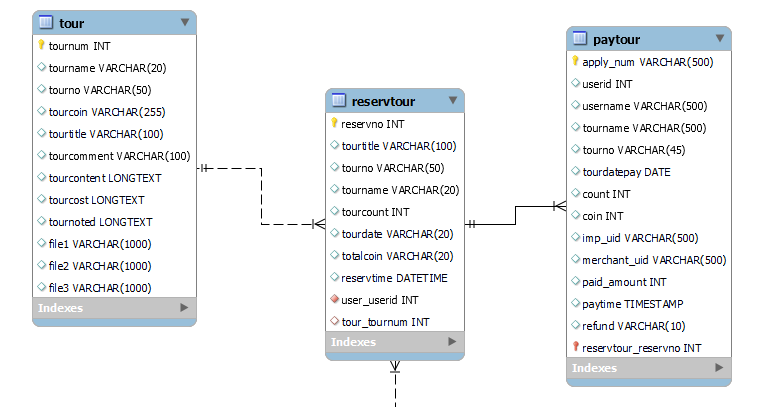 tour
tournum INT
tourname VARCHAR(20)
tourno VARCHAR(50)
tourcoin VARCHAR(255)
tourtitle VARCHAR(100)
tourcomment VARCHAR(100)
tourcontent LONGTEXT
tourcost LONGTEXT
tournoted LONGTEXT
file1 VARCHAR(1000)
file2 VARCHAR(1000)
file3 VARCHAR(1000)
Indexes
reservtour
reservno INT
tourtitle VARCHAR(100)
tourno VARCHAR(50)
tourname VARCHAR(20)
tourcount INT
tourdate VARCHAR(20)
totalcoin VARCHAR(20)
reservtime DATETIME
user_userid INT
tour_tournum INT
Indexes
paytour
apply_num VARCHAR(500)
userid INT
username VARCHAR(500)
tourname VARCHAR(500)
tourno VARCHAR(45)
tourdatepay DATE
count INT
coin INT
imp_uid VARCHAR(500)
merchant_uid VARCHAR(500)
paid_amount INT
paytime TIMESTAMP
refund VARCHAR(10)
reservtour_reservno INT
Indexes